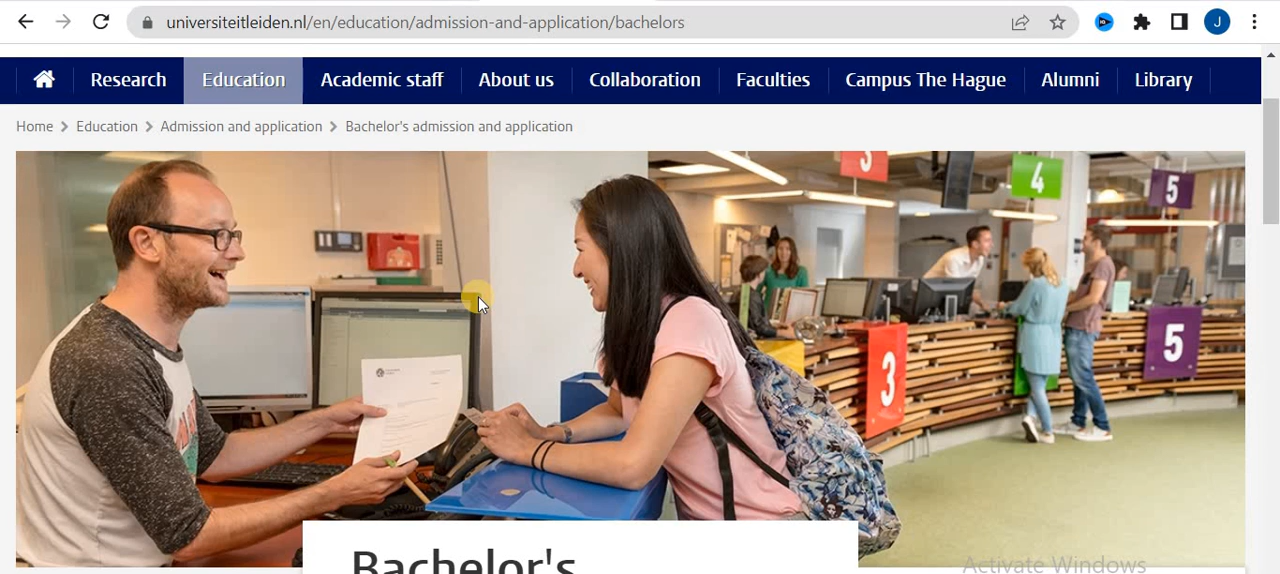 universiteitleiden.nl/en/education/admission-and-application/bachelors
J
Research Education Academic staff About us Collaboration Faculties Campus The Hague Alumni Library
Home > Education > Admission and application > Bachelor's admission and application
3
4
5
3
5
Bachelor's
Activate Windows